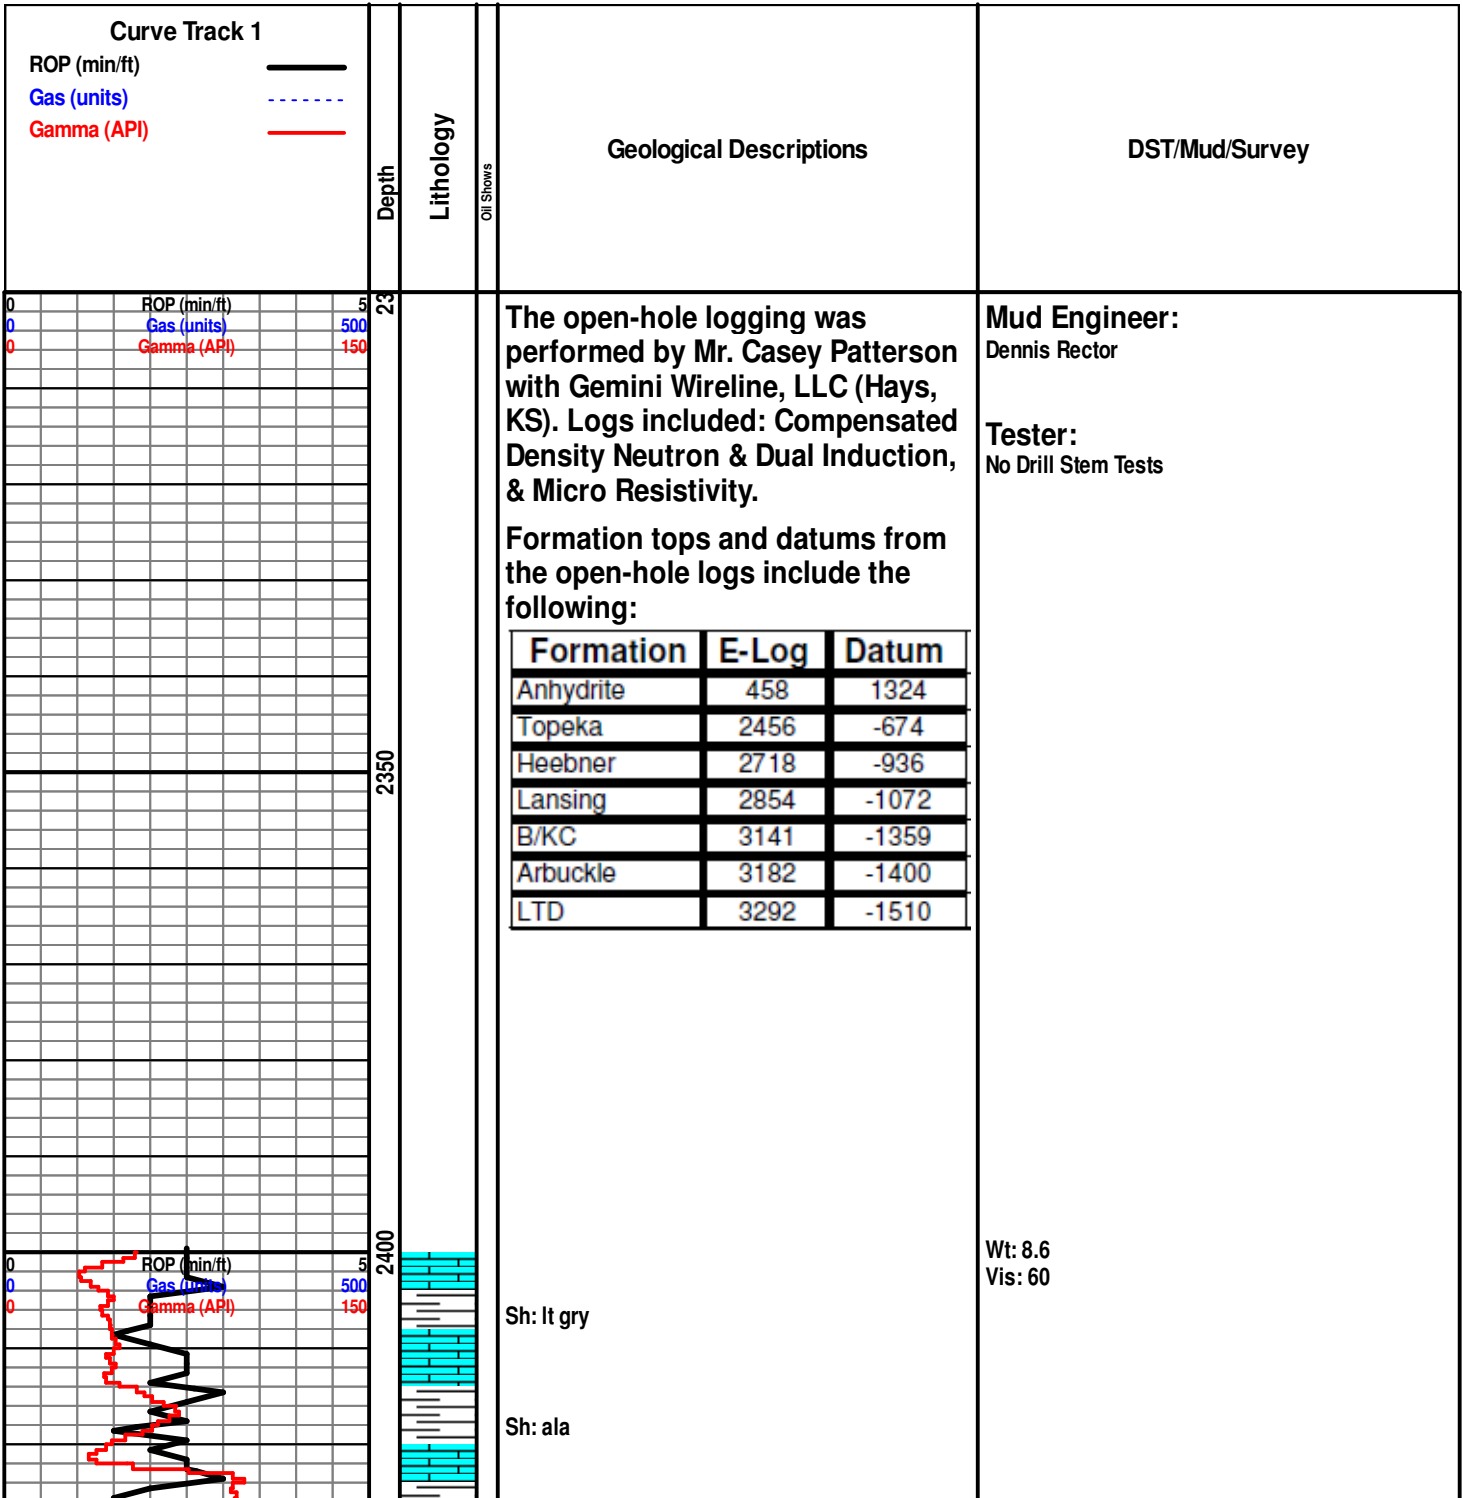 Curve Track 1
ROP (min/ft)
Gas (units)
Gamma (API)
Depth
Lithology
Oil Shows
Geological Descriptions
DST/Mud/Survey
0 ROP (min/ft) 5
0 Gas (units) 500
0 Gamma (API) 150
23
The open-hole logging was
performed by Mr. Casey Patterson
with Gemini Wireline, LLC (Hays,
KS). Logs included: Compensated
Density Neutron & Dual Induction,
& Micro Resistivity.
Formation tops and datums from
the open-hole logs include the
following:
Formation E-Log Datum
Anhydrite 458 1324
Topeka 2456 -674
Heebner 2718 -936
Lansing 2854 -1072
B/KC 3141 -1359
Arbuckle 3182 -1400
LTD 3292 -1510
Mud Engineer:
Dennis Rector
Tester:
No Drill Stem Tests
2350
2400
0 ROP (min/ft) 5
0 Gas (units) 500
0 Gamma (API) 150
Sh: lt gry
Sh: ala
Wt: 8.6
Vis: 60